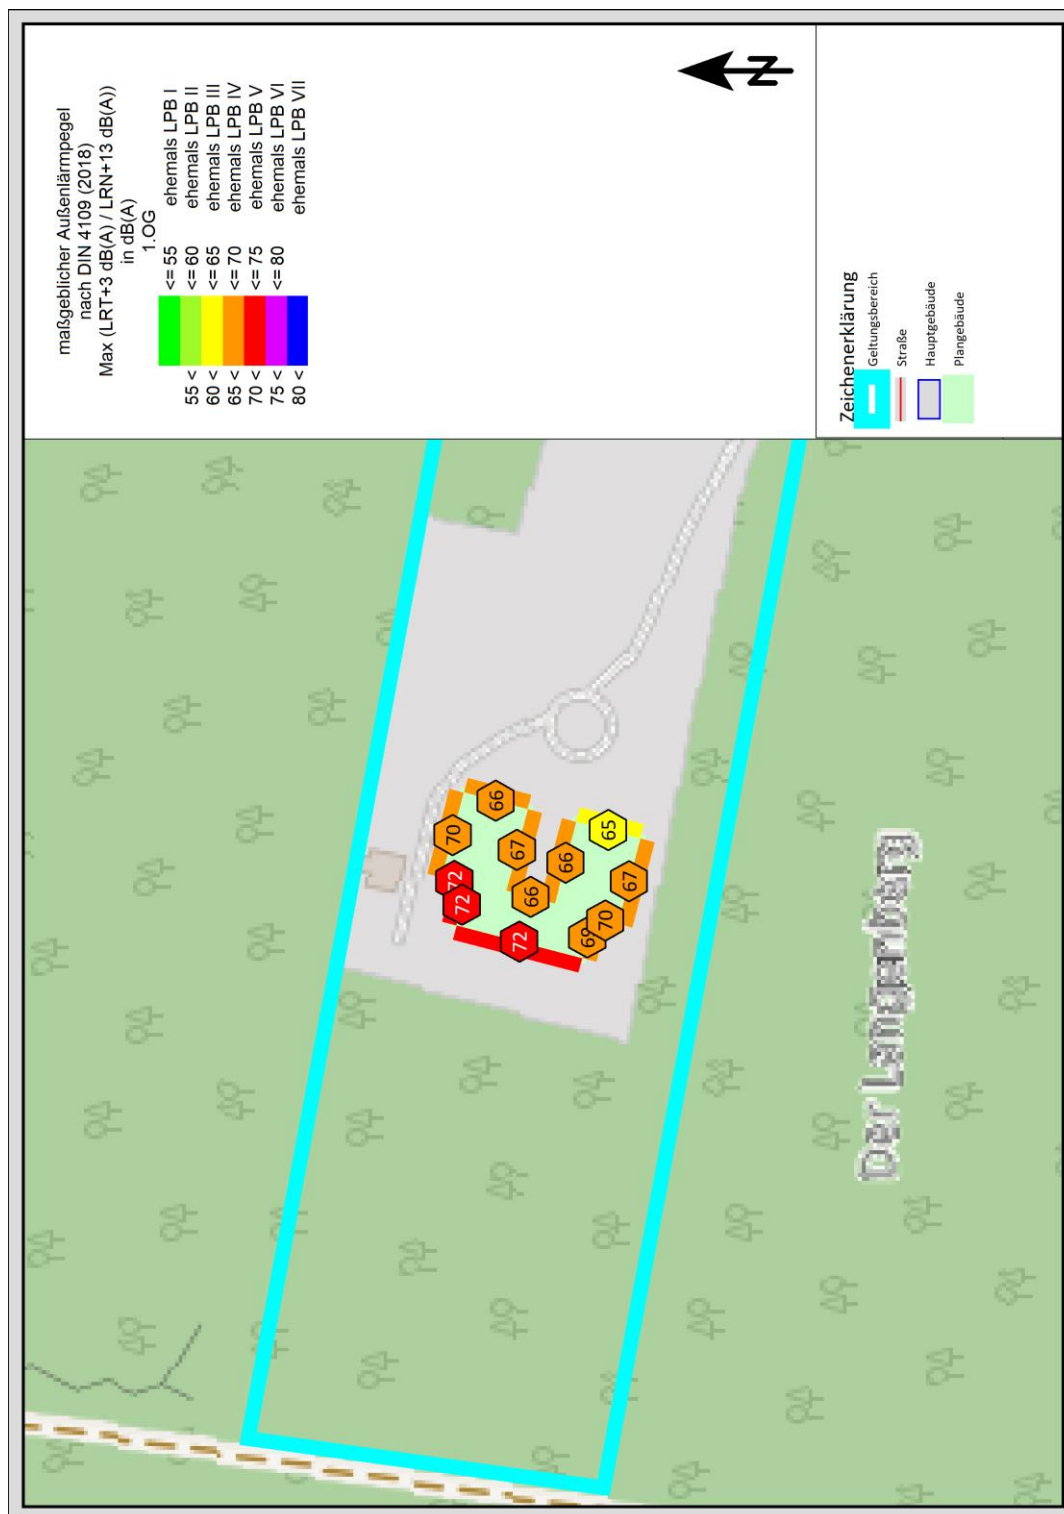 maßgeblicher Außenlärmpegel
nach DIN 4109 (2018)
Max (LRT+3 dB(A) / LRN+13 dB(A))
in dB(A)
1.OG
<= 55 ehemals LPB I
55 < <= 60 ehemals LPB II
60 < <= 65 ehemals LPB III
65 < <= 70 ehemals LPB IV
70 < <= 75 ehemals LPB V
75 < <= 80 ehemals LPB VI
80 < ehemals LPB VII
N
Zeichenerklärung
Geltungsbereich
Straße
Hauptgebäude
Plangebäude
70
66
72
72
67
66
66
65
72
69
70
67
Der Langerberg